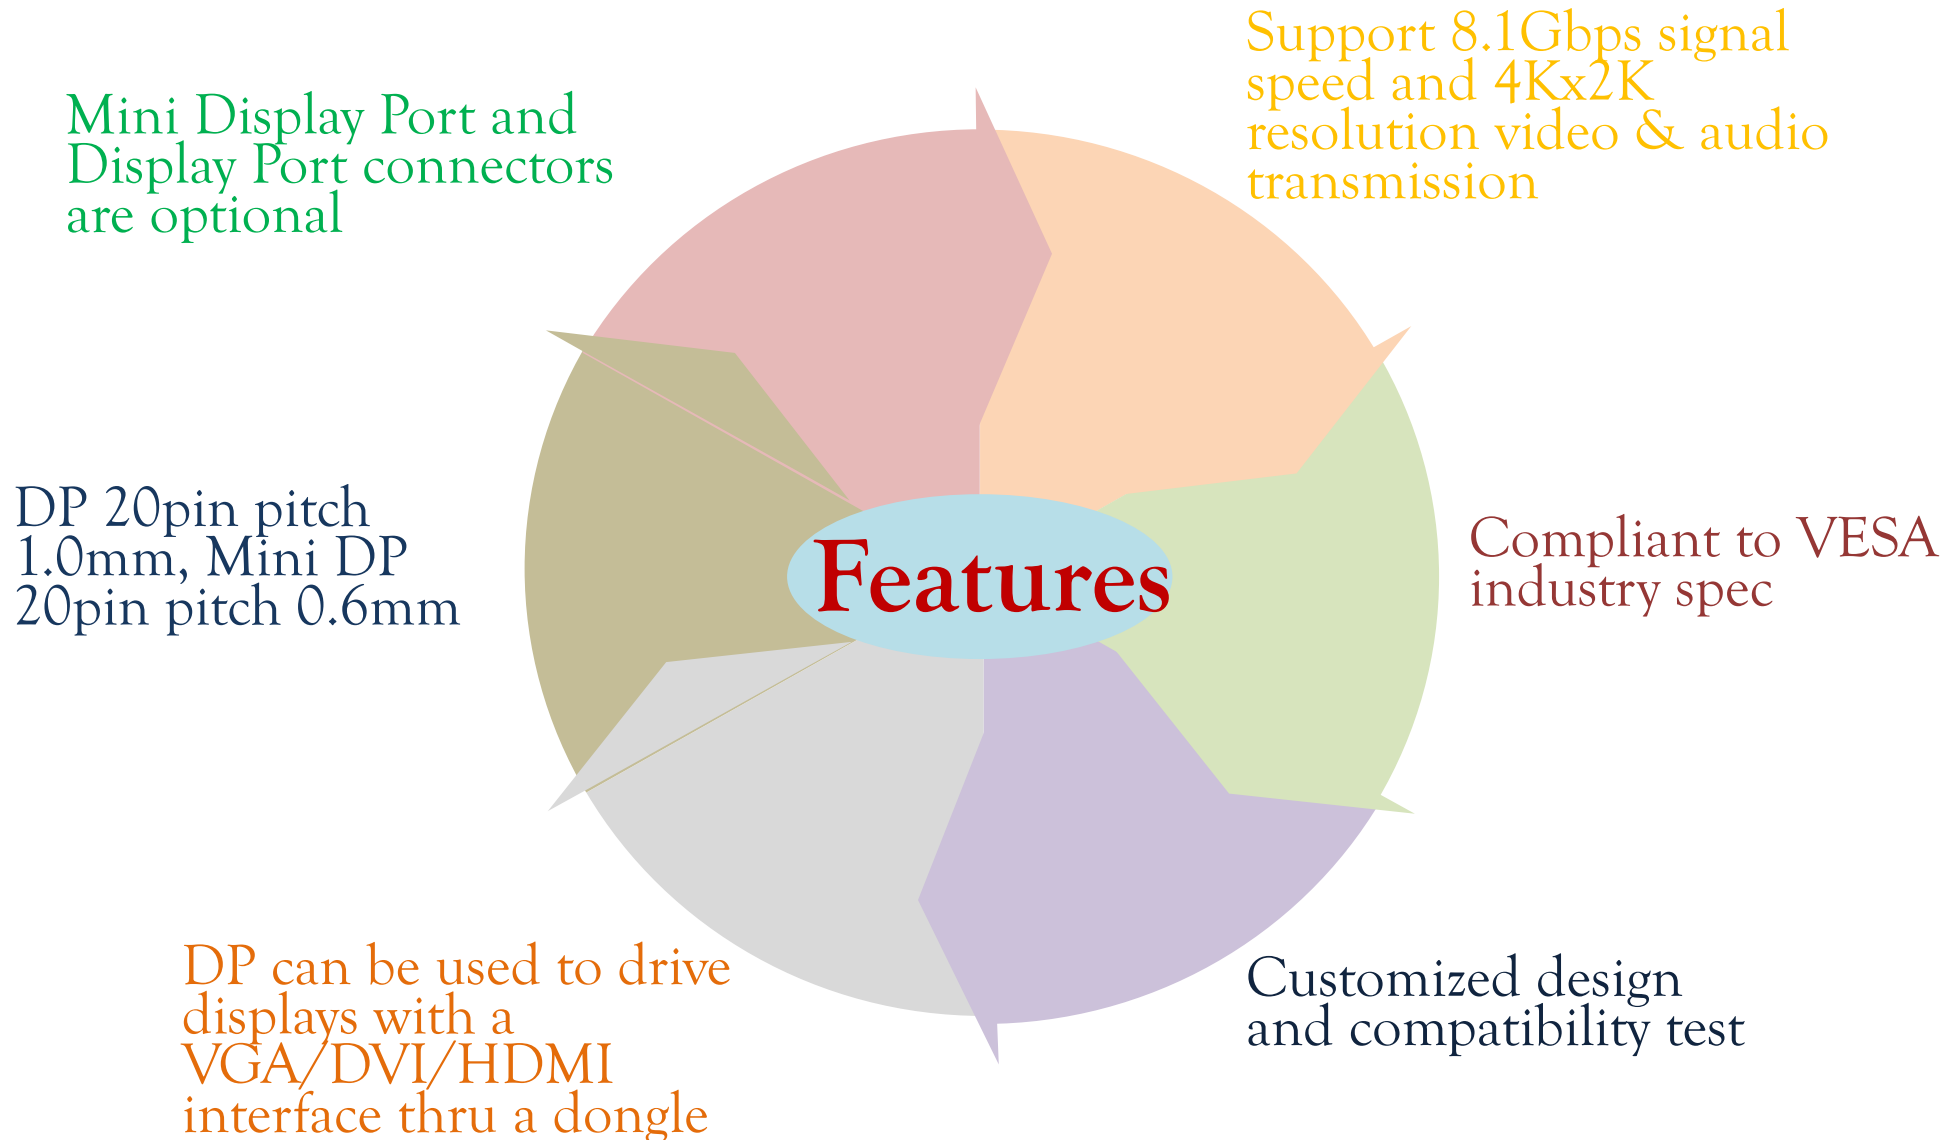 Support 8.1Gbps signal
speed and 4Kx2K
resolution video & audio
transmission
Mini Display Port and
Display Port connectors
are optional
DP 20pin pitch
1.0mm, Mini DP
20pin pitch 0.6mm
Features
Compliant to VESA
industry spec
DP can be used to drive
displays with a
VGA/DVI/HDMI
interface thru a dongle
Customized design
and compatibility test